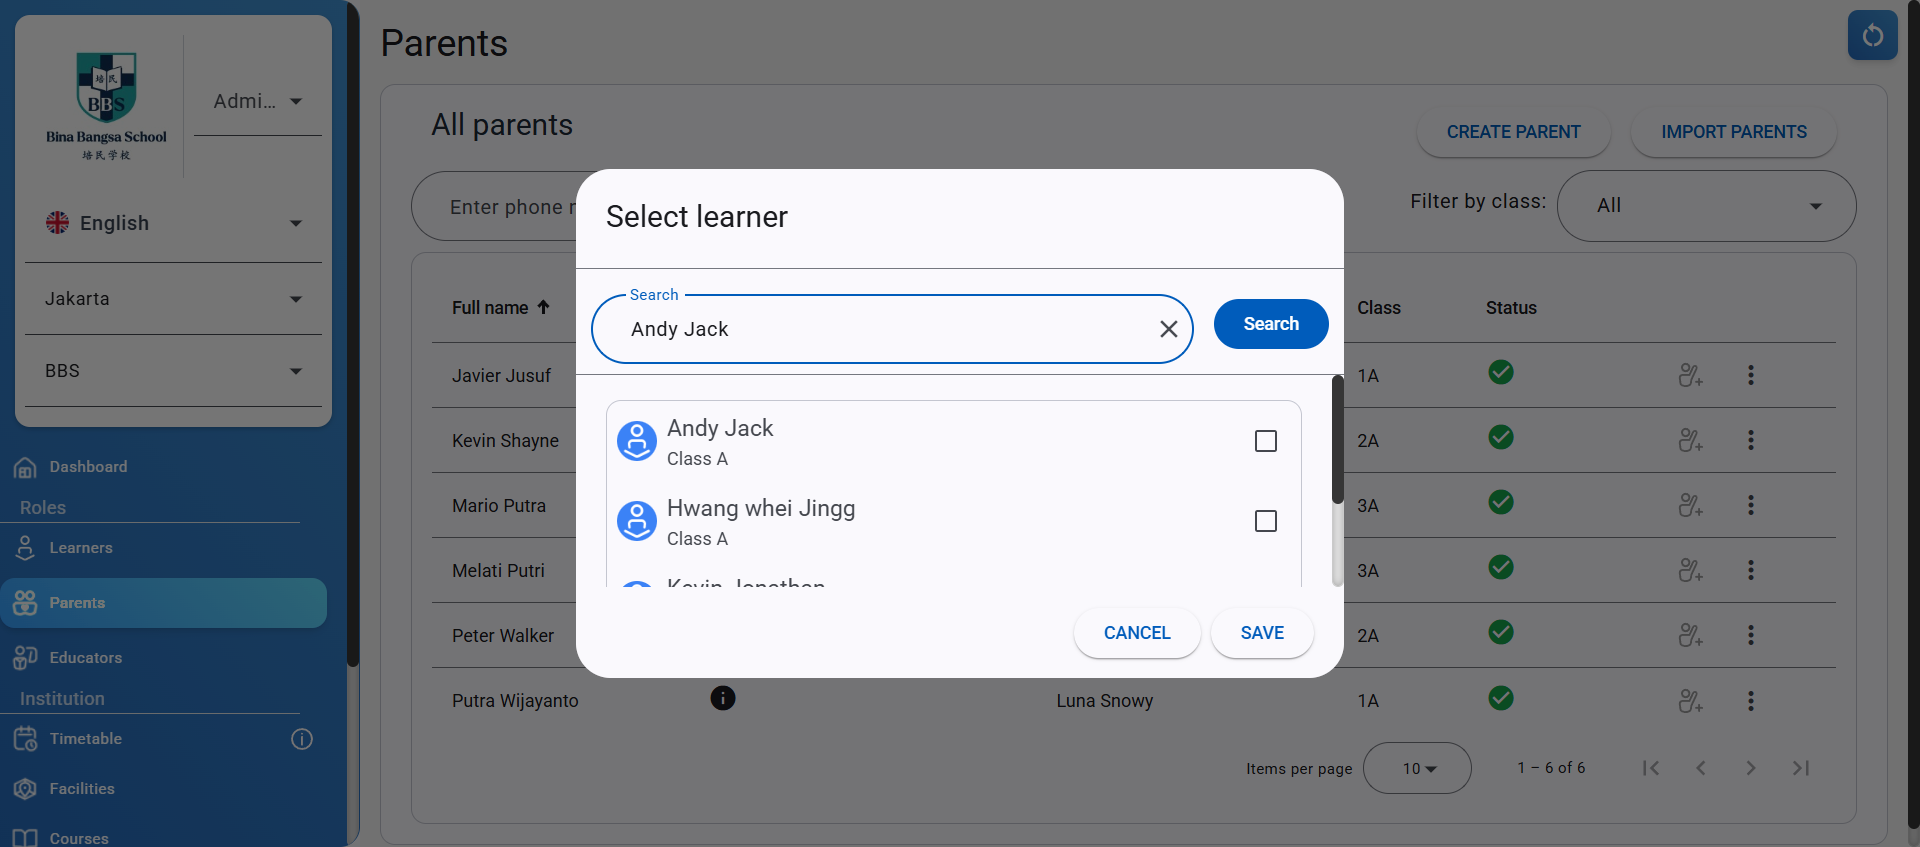 BBS
Bina Bangsa School
培民学校
Admi...
English
Jakarta
BBS
Dashboard
Roles
Learners
Parents
Educators
Institution
Timetable
Facilities
Courses
Parents
All parents
CREATE PARENT
IMPORT PARENTS
Enter phone
Filter by class:
All
Full name
Class
Status
Javier Jusuf
1A
Kevin Shayne
2A
Mario Putra
3A
Melati Putri
3A
Peter Walker
2A
Putra Wijayanto
Luna Snowy
1A
Items per page
10
1 – 6 of 6
Select learner
Search
Andy Jack
Search
Andy Jack
Class A
Hwang whei Jingg
Class A
Kevin Jonathan
CANCEL
SAVE